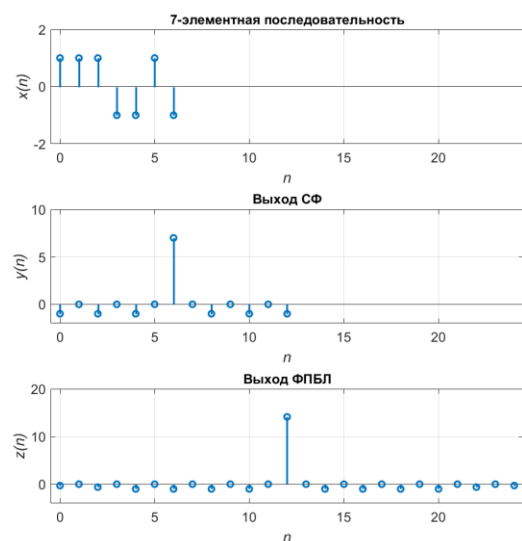 7-элементная последовательность
2
0
-2
x(n)
0 5 10 15 20
n
Выход СФ
10
5
0
y(n)
0 5 10 15 20
n
Выход ФПБЛ
20
10
0
z(n)
0 5 10 15 20
n